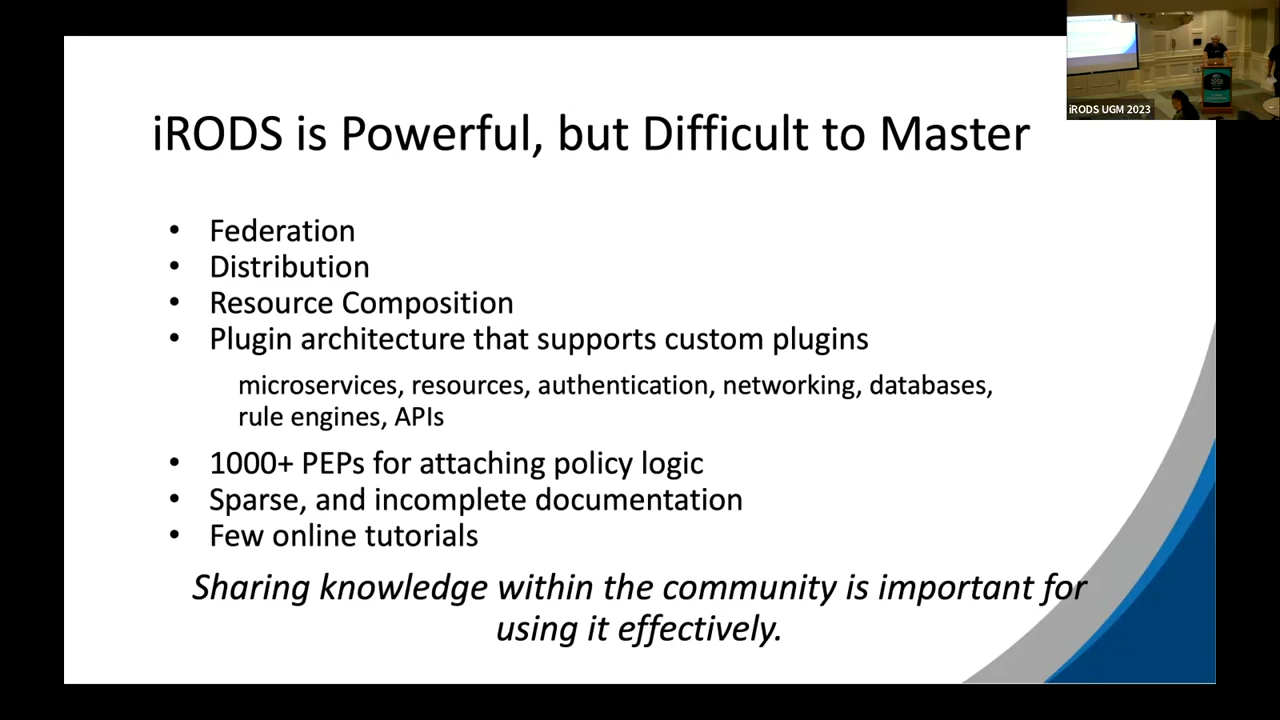 iRODS is Powerful, but Difficult to Master
• Federation
• Distribution
• Resource Composition
• Plugin architecture that supports custom plugins
microservices, resources, authentication, networking, databases,
rule engines, APIs
• 1000+ PEPs for attaching policy logic
• Sparse, and incomplete documentation
• Few online tutorials
Sharing knowledge within the community is important for
using it effectively.
iRODS UGM 2023